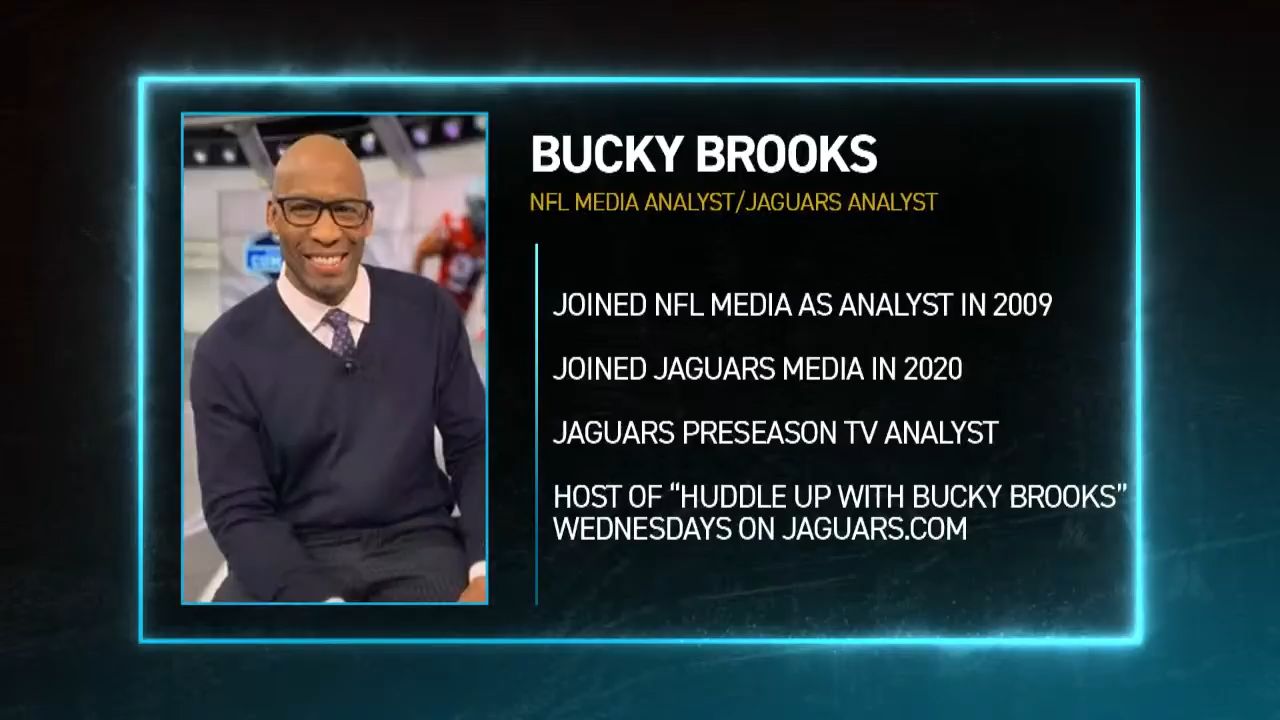 BUCKY BROOKS
NFL MEDIA ANALYST/JAGUARS ANALYST
JOINED NFL MEDIA AS ANALYST IN 2009
JOINED JAGUARS MEDIA IN 2020
JAGUARS PRESEASON TV ANALYST
HOST OF “HUDDLE UP WITH BUCKY BROOKS”
WEDNESDAYS ON JAGUARS.COM